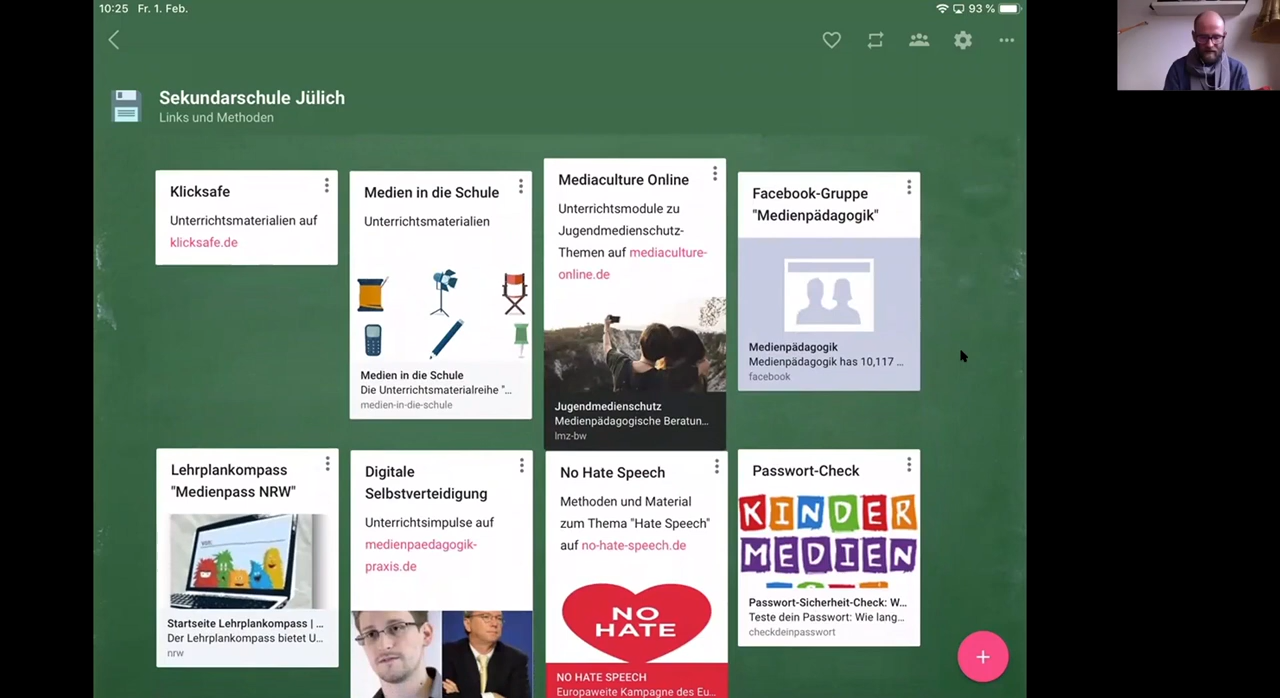 10:25 Fr. 1. Feb.
93 %
Sekundarschule Jülich
Links und Methoden
Klicksafe
Unterrichtsmaterialien auf
klicksafe.de
Medien in die Schule
Unterrichtsmaterialien
Medien in die Schule
Die Unterrichtsmaterialreihe "...
medien-in-die-schule
Mediaculture Online
Unterrichtsmodule zu
Jugendmedienschutz-
Themen auf mediaculture-
online.de
Jugendmedienschutz
Medienpädagogische Beratun...
lmz-bw
Facebook-Gruppe
"Medienpädagogik"
Medienpädagogik
Medienpädagogik has 10,117 ...
facebook
Lehrplankompass
"Medienpass NRW"
Startseite Lehrplankompass | ...
Der Lehrplankompass bietet U...
nrw
Digitale
Selbstverteidigung
Unterrichtsimpulse auf
medienpaedagogik-
praxis.de
No Hate Speech
Methoden und Material
zum Thema "Hate Speech"
auf no-hate-speech.de
NO
HATE
NO HATE SPEECH
Europaweite Kampagne des Eu...
Passwort-Check
KINDER
MEDIEN
Passwort-Sicherheit-Check: W...
Teste dein Passwort: Wie lang...
checkdeinpasswort